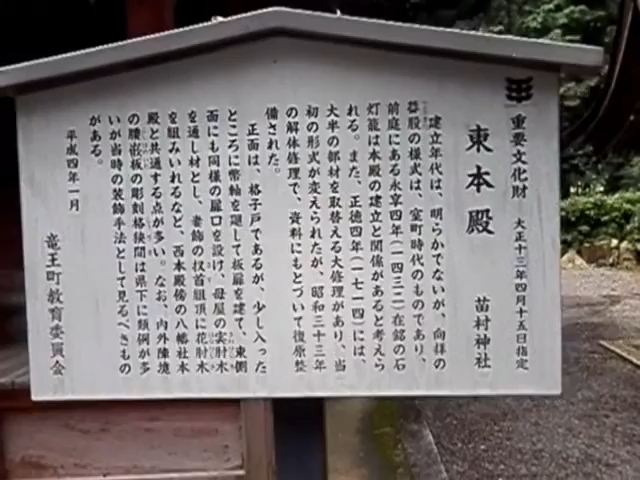 重要文化財 大正十三年四月十五日指定
東本殿
苗村神社
建立年代は、明らかでないが、向拝の
蟇股の様式は、室町時代のものであり、
前庭にある永享四年(一四三二)在銘の石
灯籠は本殿の建立と関係があると考えら
れる。また、正徳四年(一七一四)には、
大半の部材を取替える大修理があり、当
初の形式が変えられたが、昭和三十三年
の解体修理で、資料にもとづいて復原整
備された。
正面は、格子戸であるが、少し入った
ところに幣軸を廻して板扉を建て、東側
面にも同様の扉口を設け、母屋の実肘木
を通し材とし、妻飾の扠首組頂に花肘木
を組みいれるなど、西本殿傍の八幡社本
殿と共通する点が多い。なお、内外陣境
の腰嵌板の彫刻格狭間は県下に類例が多
いが当時の装飾手法として見るべきもの
がある。
平成四年一月
竜王町教育委員会